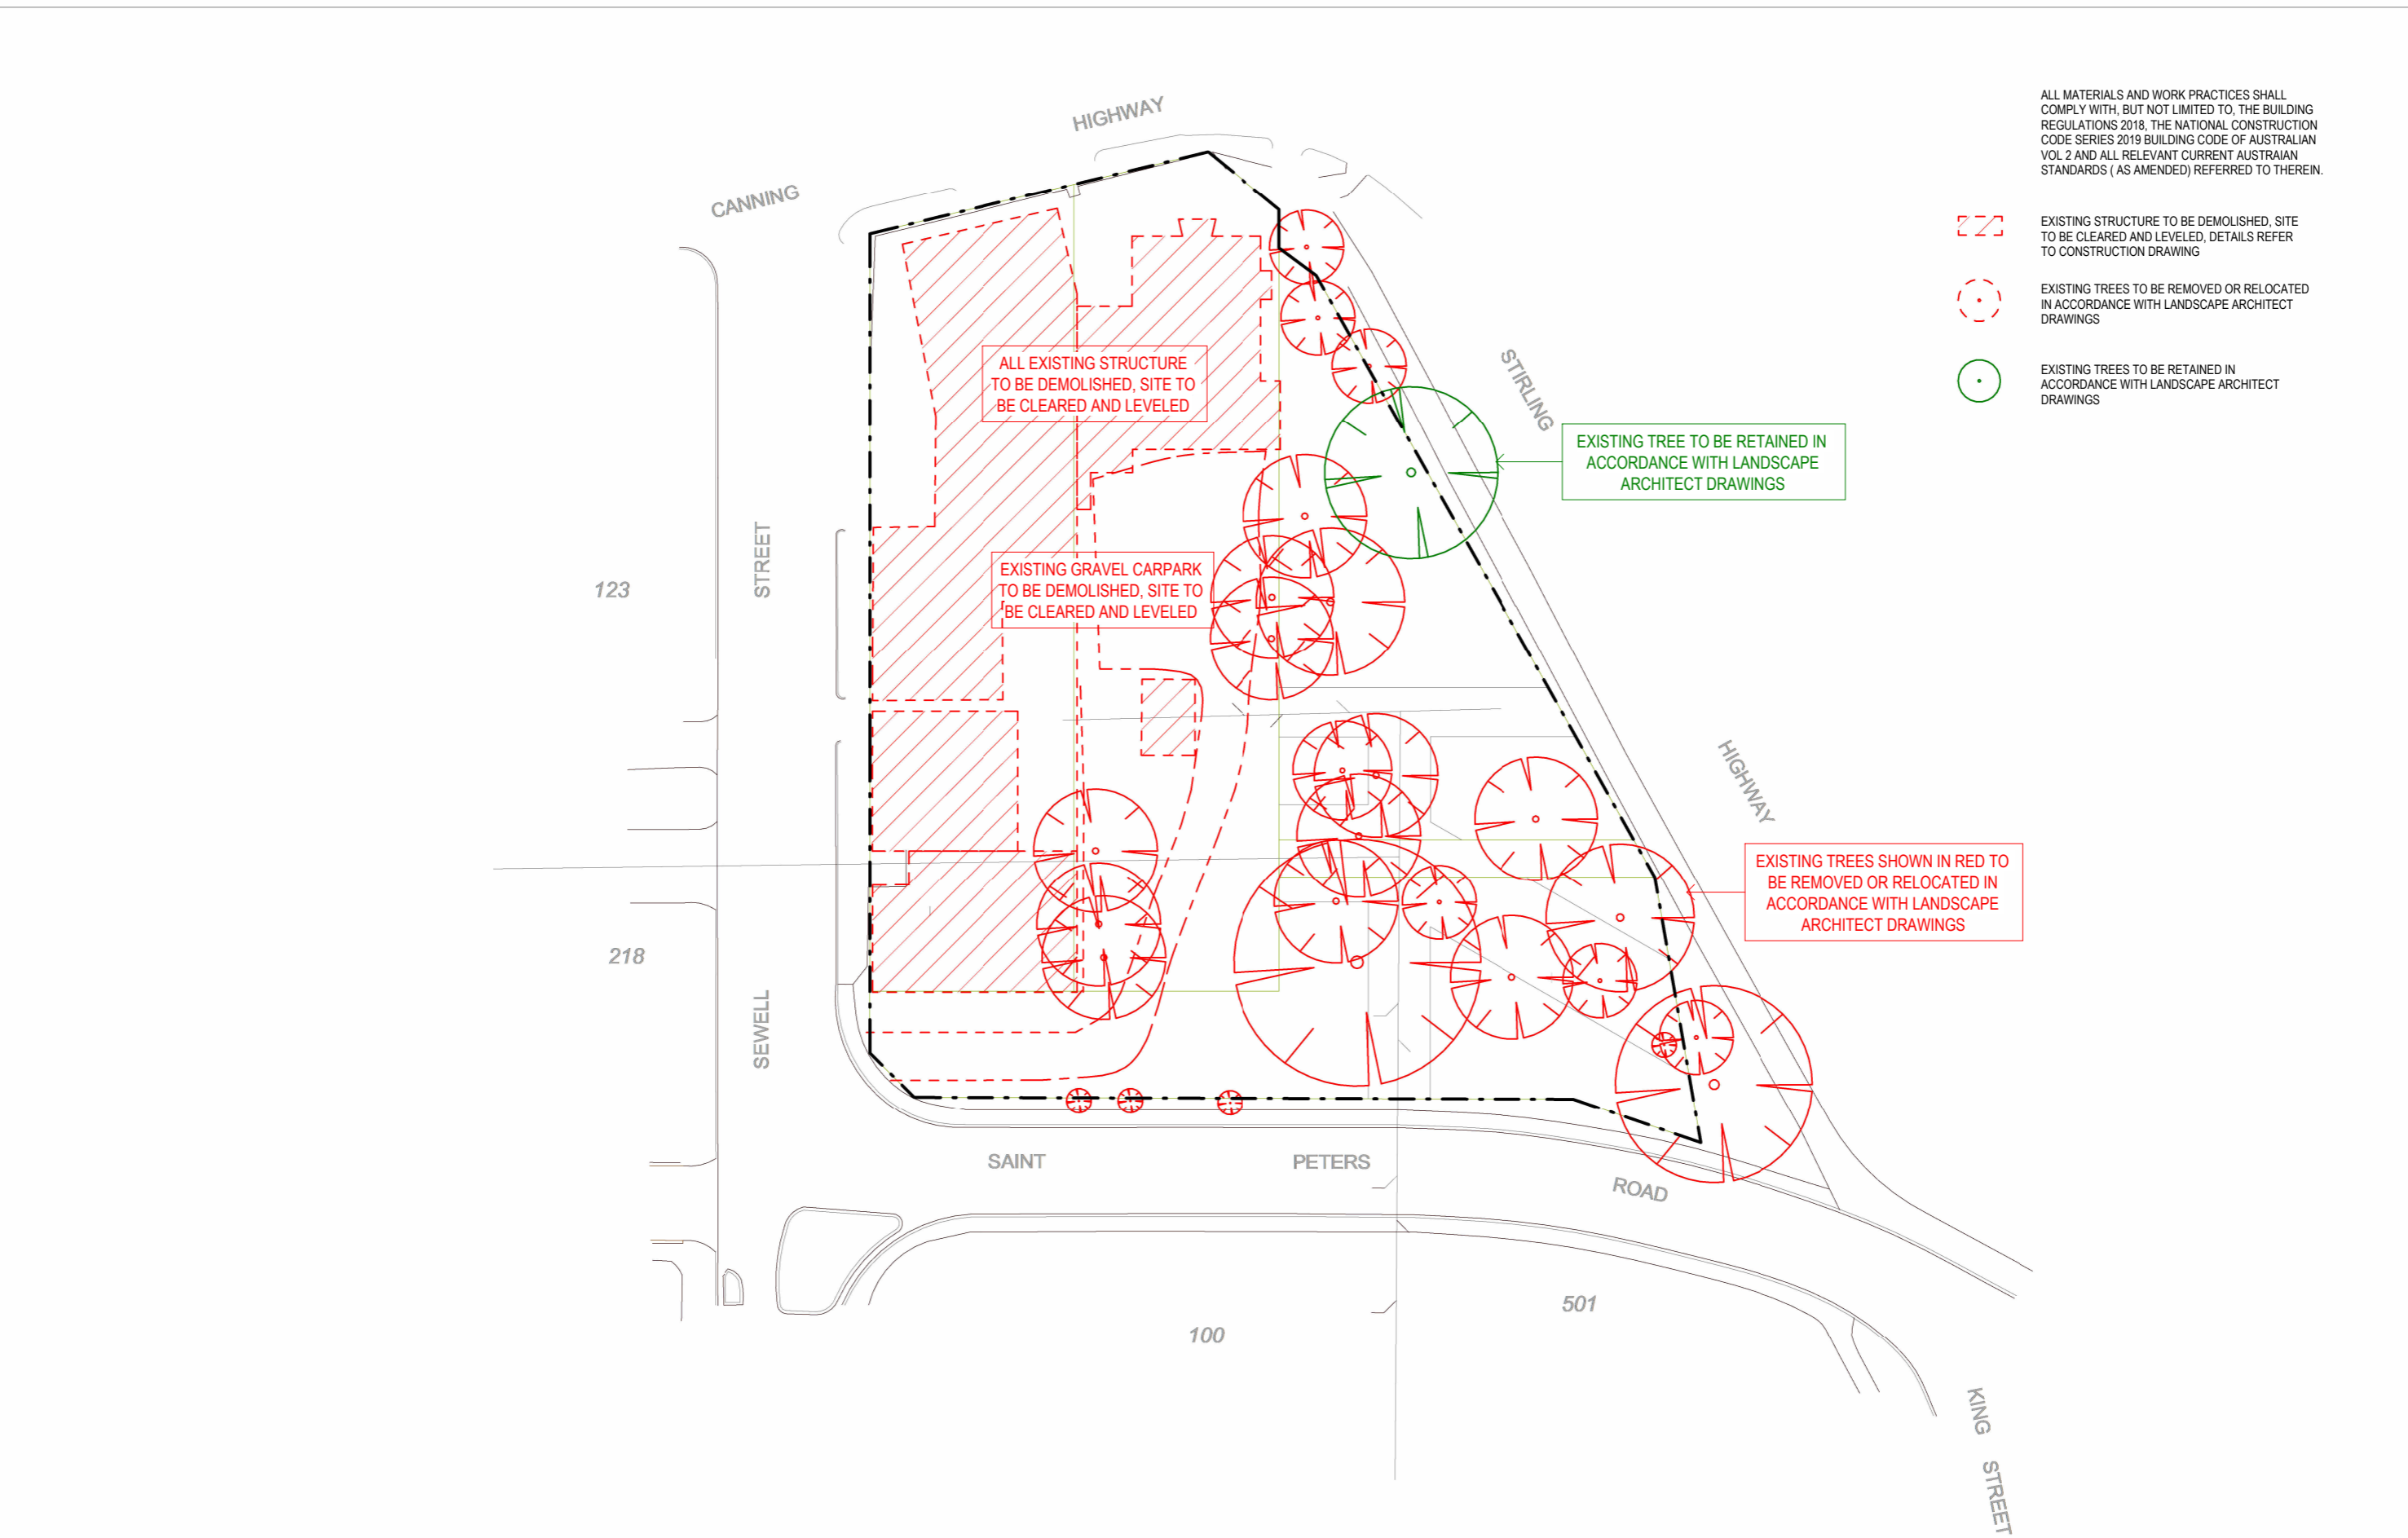 ALL MATERIALS AND WORK PRACTICES SHALL
COMPLY WITH, BUT NOT LIMITED TO, THE BUILDING
REGULATIONS 2018, THE NATIONAL CONSTRUCTION
CODE SERIES 2019 BUILDING CODE OF AUSTRALIAN
VOL 2 AND ALL RELEVANT CURRENT AUSTRAIAN
STANDARDS ( AS AMENDED) REFERRED TO THEREIN.
EXISTING STRUCTURE TO BE DEMOLISHED, SITE
TO BE CLEARED AND LEVELED, DETAILS REFER
TO CONSTRUCTION DRAWING
EXISTING TREES TO BE REMOVED OR RELOCATED
IN ACCORDANCE WITH LANDSCAPE ARCHITECT
DRAWINGS
EXISTING TREES TO BE RETAINED IN
ACCORDANCE WITH LANDSCAPE ARCHITECT
DRAWINGS
CANNING
HIGHWAY
STIRLING
HIGHWAY
ALL EXISTING STRUCTURE
TO BE DEMOLISHED, SITE TO
BE CLEARED AND LEVELED
EXISTING TREE TO BE RETAINED IN
ACCORDANCE WITH LANDSCAPE
ARCHITECT DRAWINGS
EXISTING GRAVEL CARPARK
TO BE DEMOLISHED, SITE TO
BE CLEARED AND LEVELED
EXISTING TREES SHOWN IN RED TO
BE REMOVED OR RELOCATED IN
ACCORDANCE WITH LANDSCAPE
ARCHITECT DRAWINGS
123
218
SEWELL
STREET
SAINT
PETERS
ROAD
100
501
KING
STREET